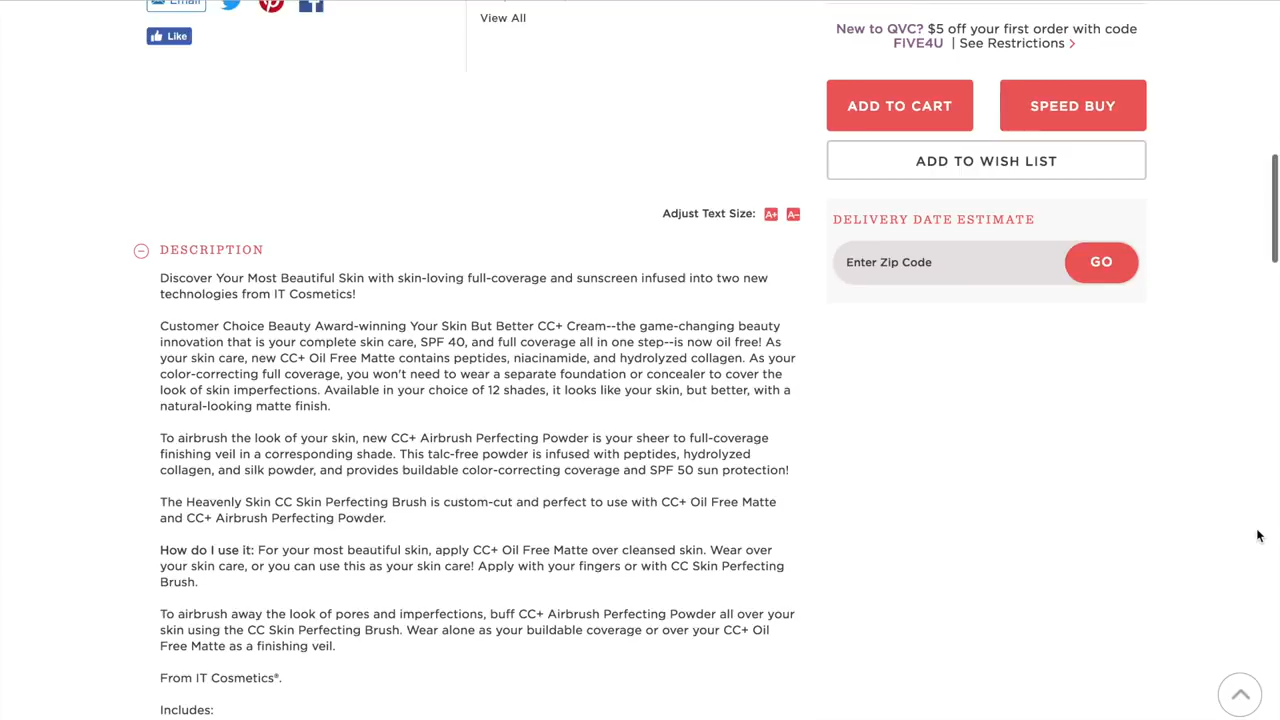 Email
Like
View All
New to QVC? $5 off your first order with code
FIVE4U | See Restrictions >
ADD TO CART
SPEED BUY
ADD TO WISH LIST
DELIVERY DATE ESTIMATE
Enter Zip Code
GO
Adjust Text Size: A+ A-
DESCRIPTION
Discover Your Most Beautiful Skin with skin-loving full-coverage and sunscreen infused into two new
technologies from IT Cosmetics!
Customer Choice Beauty Award-winning Your Skin But Better CC+ Cream--the game-changing beauty
innovation that is your complete skin care, SPF 40, and full coverage all in one step--is now oil free! As
your skin care, new CC+ Oil Free Matte contains peptides, niacinamide, and hydrolyzed collagen. As your
color-correcting full coverage, you won't need to wear a separate foundation or concealer to cover the
look of skin imperfections. Available in your choice of 12 shades, it looks like your skin, but better, with a
natural-looking matte finish.
To airbrush the look of your skin, new CC+ Airbrush Perfecting Powder is your sheer to full-coverage
finishing veil in a corresponding shade. This talc-free powder is infused with peptides, hydrolyzed
collagen, and silk powder, and provides buildable color-correcting coverage and SPF 50 sun protection!
The Heavenly Skin CC Skin Perfecting Brush is custom-cut and perfect to use with CC+ Oil Free Matte
and CC+ Airbrush Perfecting Powder.
How do I use it: For your most beautiful skin, apply CC+ Oil Free Matte over cleansed skin. Wear over
your skin care, or you can use this as your skin care! Apply with your fingers or with CC Skin Perfecting
Brush.
To airbrush away the look of pores and imperfections, buff CC+ Airbrush Perfecting Powder all over your
skin using the CC Skin Perfecting Brush. Wear alone as your buildable coverage or over your CC+ Oil
Free Matte as a finishing veil.
From IT Cosmetics®.
Includes: